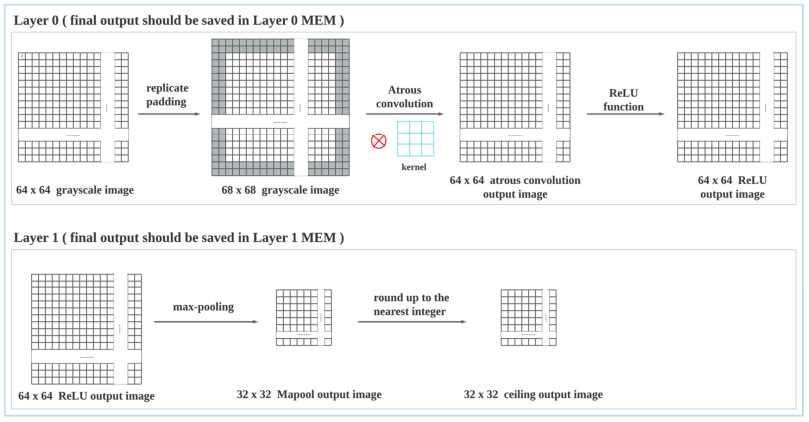 Layer 0 ( final output should be saved in Layer 0 MEM )
replicate
padding
Atrous
convolution
kernel
ReLU
function
64 x 64 grayscale image
68 x 68 grayscale image
64 x 64 atrous convolution
output image
64 x 64 ReLU
output image
Layer 1 ( final output should be saved in Layer 1 MEM )
max-pooling
round up to the
nearest integer
64 x 64 ReLU output image
32 x 32 Mapool output image
32 x 32 ceiling output image